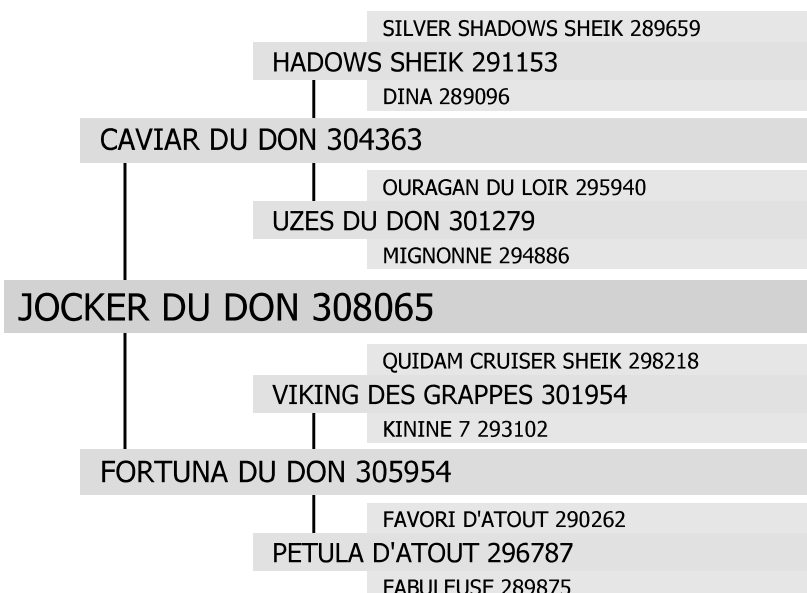 SILVER SHADOWS SHEIK 289659
HADOWS SHEIK 291153
DINA 289096
CAVIAR DU DON 304363
OURAGAN DU LOIR 295940
UZES DU DON 301279
MIGNONNE 294886
JOCKER DU DON 308065
QUIDAM CRUISER SHEIK 298218
VIKING DES GRAPPES 301954
KININE 7 293102
FORTUNA DU DON 305954
FAVORI D'ATOUT 290262
PETULA D'ATOUT 296787
FABULEUSE 289875